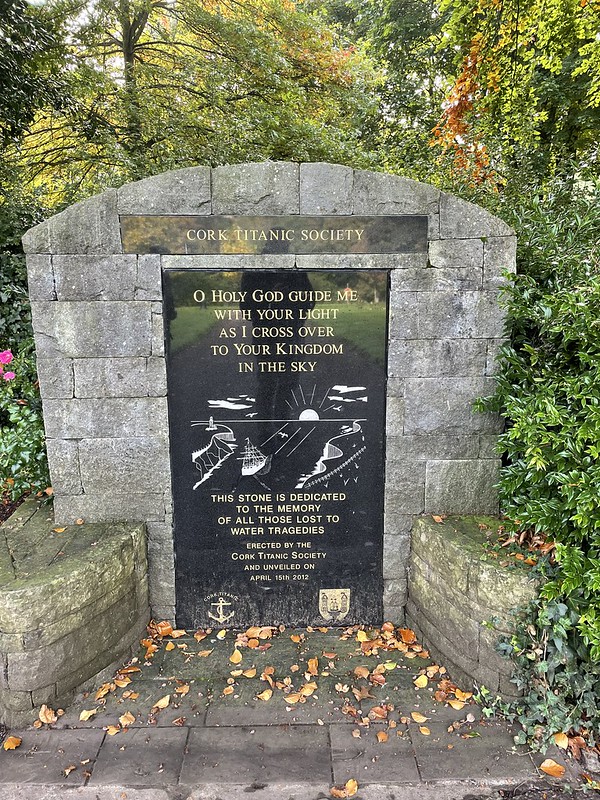 CORK TITANIC SOCIETY
O HOLY GOD GUIDE ME
WITH YOUR LIGHT
AS I CROSS OVER
TO YOUR KINGDOM
IN THE SKY
THIS STONE IS DEDICATED
TO THE MEMORY
OF ALL THOSE LOST TO
WATER TRAGEDIES
ERECTED BY THE
CORK TITANIC SOCIETY
AND UNVEILED ON
APRIL 15TH 2012
CORK TITANIC